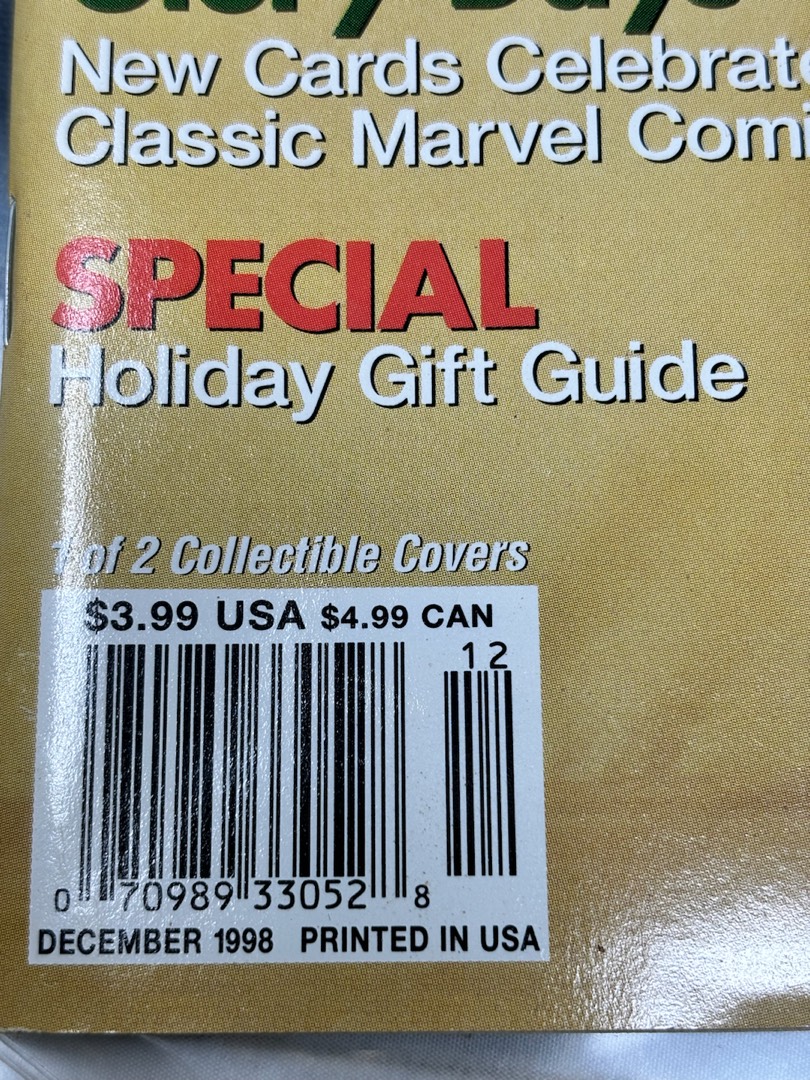 New Cards Celebrate
Classic Marvel Comi
SPECIAL
Holiday Gift Guide
1 of 2 Collectible Covers
$3.99 USA $4.99 CAN
12
0 70989 33052 8
DECEMBER 1998 PRINTED IN USA